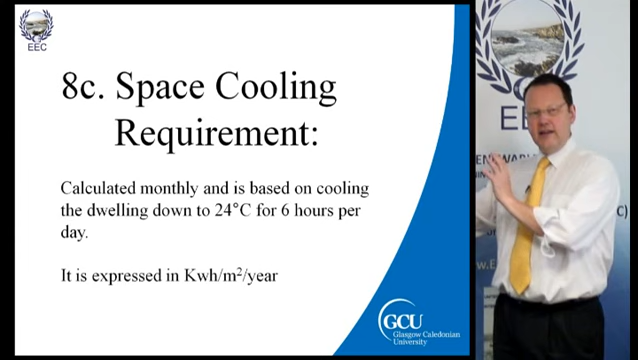 EEC
8c. Space Cooling
Requirement:
Calculated monthly and is based on cooling
the dwelling down to 24°C for 6 hours per
day.
It is expressed in Kwh/m²/year
GCU
Glasgow Caledonian
University
EE
C)